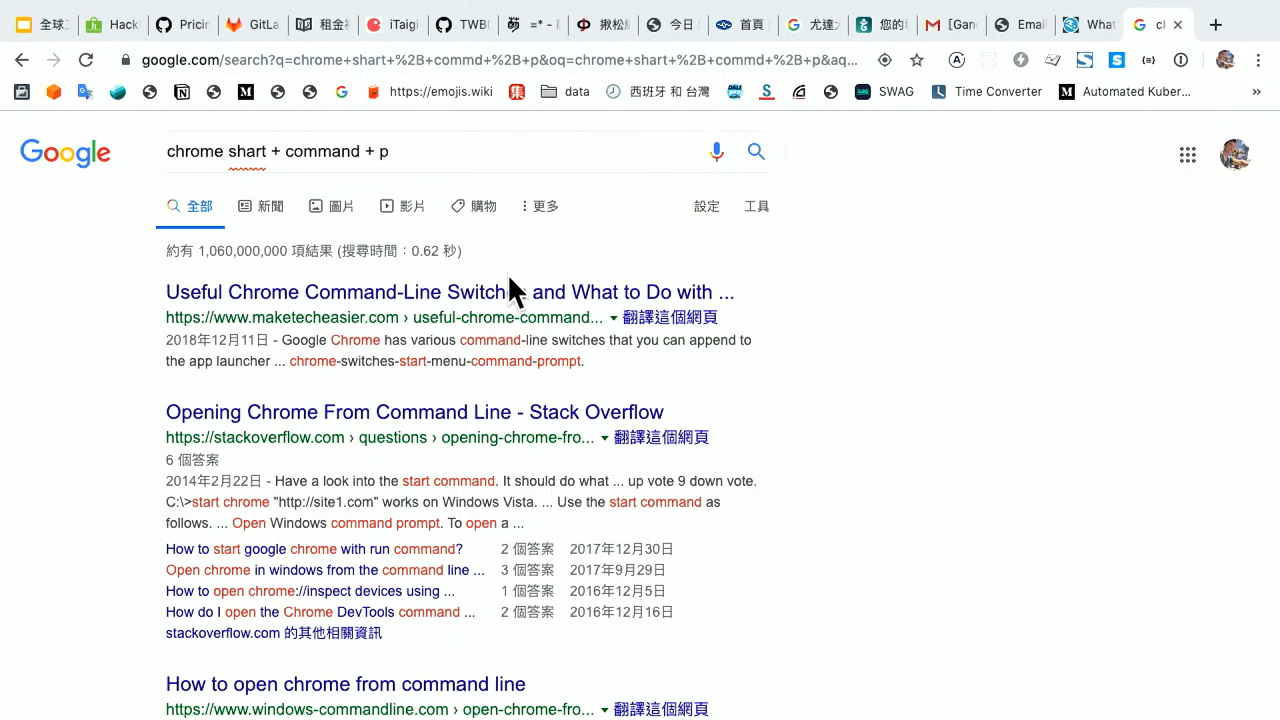 全球工 Hack Pricin GitLa 租金補 iTaigi TWBL =* - 揪松 今日 首頁 尤達 您的 [Gan Email What cl
google.com/search?q=chrome+shart+%2B+commd+%2B+p&oq=chrome+shart+%2B+commd+%2B+p&aq...
https://emojis.wiki 集 data 西班牙 和 台灣 SWAG Time Converter Automated Kuber... »
Google chrome shart + command + p
全部 新聞 圖片 影片 購物 更多 設定 工具
約有 1,060,000,000 項結果 (搜尋時間：0.62 秒)
Useful Chrome Command-Line Switch and What to Do with ...
https://www.maketecheasier.com › useful-chrome-command... 翻譯這個網頁
2018年12月11日 - Google Chrome has various command-line switches that you can append to
the app launcher ... chrome-switches-start-menu-command-prompt.
Opening Chrome From Command Line - Stack Overflow
https://stackoverflow.com › questions › opening-chrome-fro... 翻譯這個網頁
6 個答案
2014年2月22日 - Have a look into the start command. It should do what ... up vote 9 down vote.
C:\>start chrome "http://site1.com" works on Windows Vista. ... Use the start command as
follows. ... Open Windows command prompt. To open a ...
How to start google chrome with run command? 2 個答案 2017年12月30日
Open chrome in windows from the command line ... 3 個答案 2017年9月29日
How to open chrome://inspect devices using ... 1 個答案 2016年12月5日
How do I open the Chrome DevTools command ... 2 個答案 2016年12月16日
stackoverflow.com 的其他相關資訊
How to open chrome from command line
https://www.windows-commandline.com › open-chrome-fro... 翻譯這個網頁